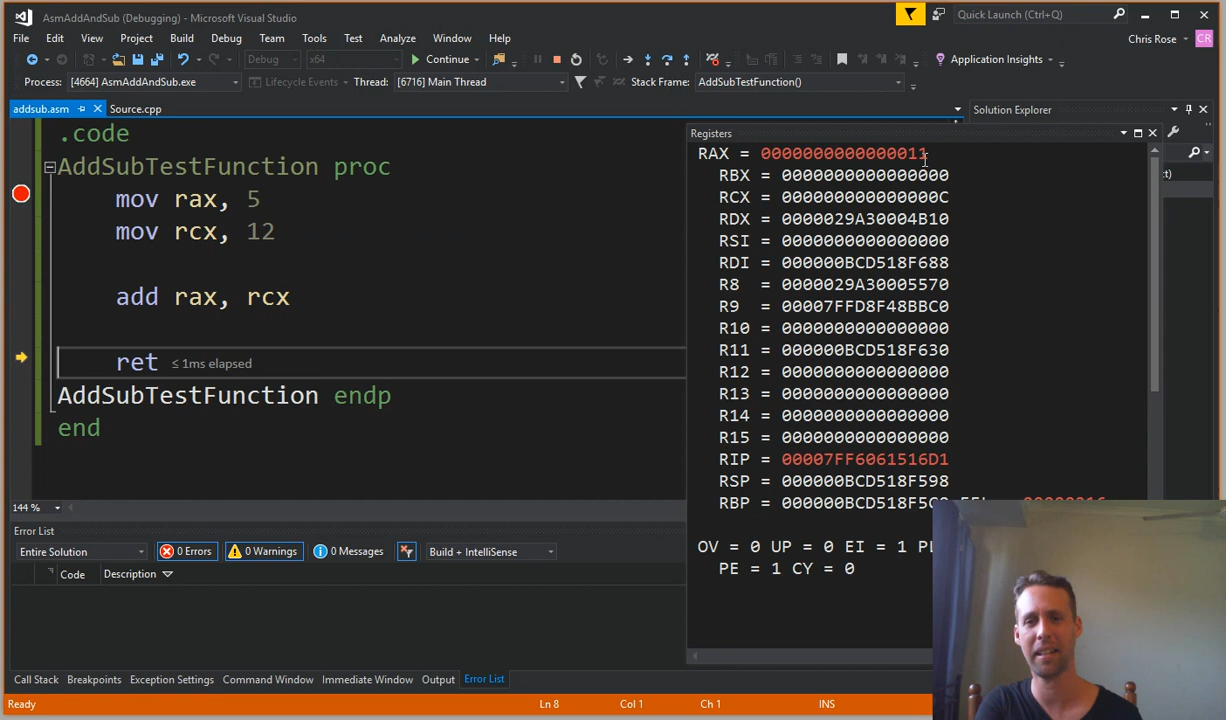 AsmAddAndSub (Debugging) - Microsoft Visual Studio
Quick Launch (Ctrl+Q)
File Edit View Project Build Debug Team Tools Test Analyze Window Help
Chris Rose CR
Debug x64 Continue Application Insights
Process: [4664] AsmAddAndSub.exe Lifecycle Events Thread: [6716] Main Thread Stack Frame: AddSubTestFunction()
addsub.asm Source.cpp
Solution Explorer
.code
AddSubTestFunction proc
mov rax, 5
mov rcx, 12
add rax, rcx
ret ≤ 1ms elapsed
AddSubTestFunction endp
end
Registers
RAX = 0000000000000011
RBX = 0000000000000000
RCX = 000000000000000C
RDX = 0000029A30004B10
RSI = 0000000000000000
RDI = 000000BCD518F688
R8 = 0000029A30005570
R9 = 00007FFD8F48BBC0
R10 = 0000000000000000
R11 = 000000BCD518F630
R12 = 0000000000000000
R13 = 0000000000000000
R14 = 0000000000000000
R15 = 0000000000000000
RIP = 00007FF6061516D1
RSP = 000000BCD518F598
RBP =
OV = 0 UP = 0 EI = 1
PE = 1 CY = 0
t)
144 %
Error List
Entire Solution 0 Errors 0 Warnings 0 Messages Build + IntelliSense
Code Description
Call Stack Breakpoints Exception Settings Command Window Immediate Window Output Error List
Ready Ln 8 Col 1 Ch 1 INS